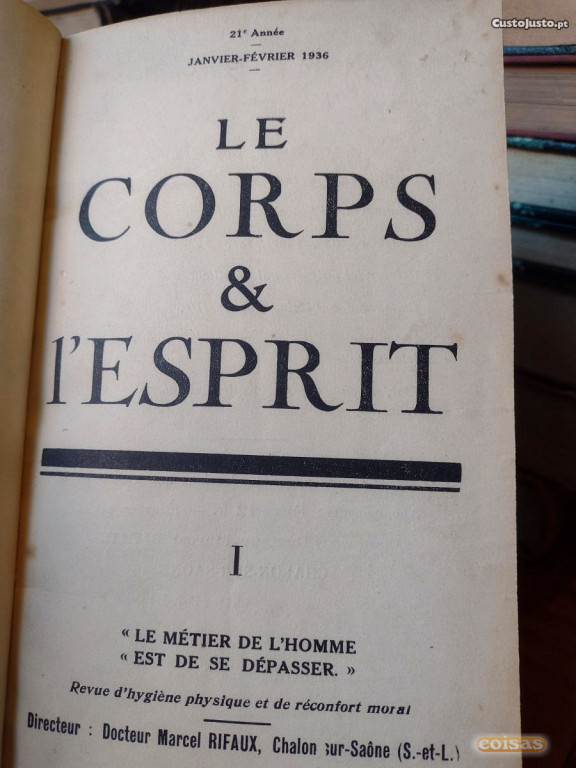 CustoJusto.pt
21e Année
JANVIER-FÉVRIER 1936
LE
CORPS
&
l'ESPRIT
I
« LE MÉTIER DE L'HOMME
« EST DE SE DÉPASSER. »
Revue d'hygiène physique et de réconfort moral
Directeur : Docteur Marcel RIFAUX, Chalon-sur-Saône (S.-et-L.)
coisas